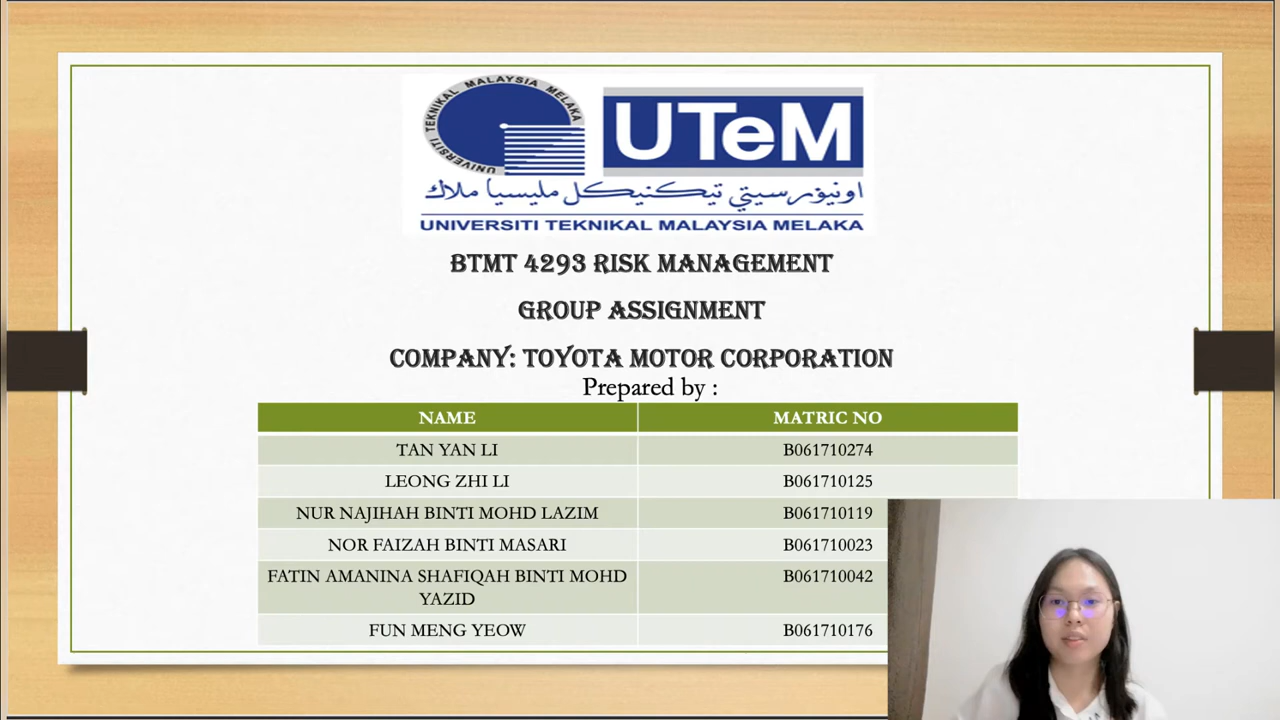 UNIVERSITI TEKNIKAL MALAYSIA MELAKA
UTeM
اونيۏرسيتي تيكنيكل مليسيا ملاك
UNIVERSITI TEKNIKAL MALAYSIA MELAKA
BTMT 4293 RISK MANAGEMENT
GROUP ASSIGNMENT
COMPANY: TOYOTA MOTOR CORPORATION
Prepared by :
NAME MATRIC NO
TAN YAN LI B061710274
LEONG ZHI LI B061710125
NUR NAJIHAH BINTI MOHD LAZIM B061710119
NOR FAIZAH BINTI MASARI B061710023
FATIN AMANINA SHAFIQAH BINTI MOHD B061710042
YAZID
FUN MENG YEOW B061710176